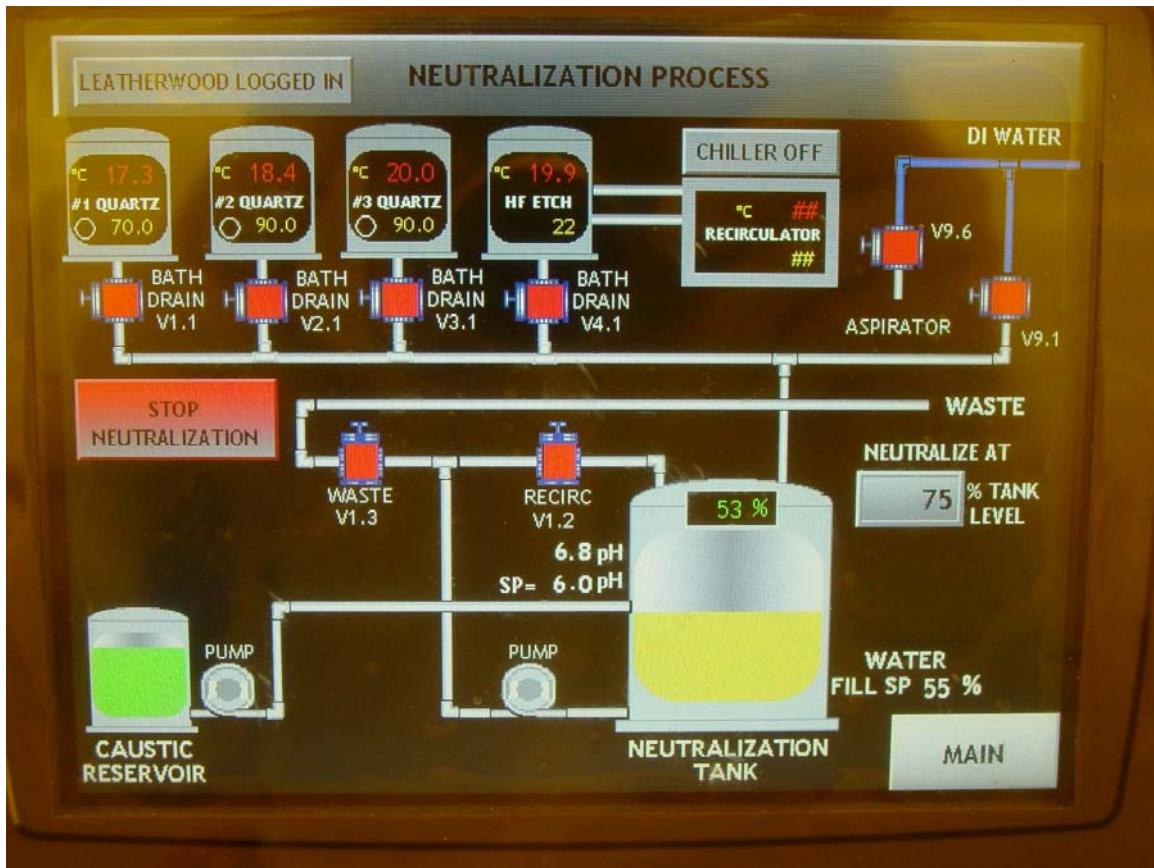 LEATHERWOOD LOGGED IN
NEUTRALIZATION PROCESS
DI WATER
°C 17.3
#1 QUARTZ
70.0
°C 18.4
#2 QUARTZ
90.0
°C 20.0
#3 QUARTZ
90.0
°C 19.9
HF ETCH
22
CHILLER OFF
°C ##
RECIRCULATOR
##
V9.6
ASPIRATOR
V9.1
BATH
DRAIN
V1.1
BATH
DRAIN
V2.1
BATH
DRAIN
V3.1
BATH
DRAIN
V4.1
STOP
NEUTRALIZATION
WASTE
NEUTRALIZE AT
75 % TANK
LEVEL
WASTE
V1.3
RECIRC
V1.2
53 %
6.8 pH
SP= 6.0 pH
PUMP
PUMP
WATER
FILL SP 55 %
CAUSTIC
RESERVOIR
NEUTRALIZATION
TANK
MAIN